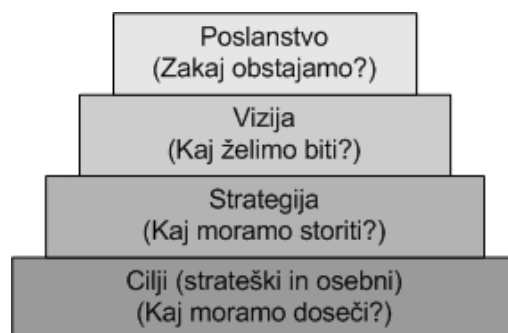 Poslanstvo
(Zakaj obstajamo?)
Vizija
(Kaj želimo biti?)
Strategija
(Kaj moramo storiti?)
Cilji (strateški in osebni)
(Kaj moramo doseči?)